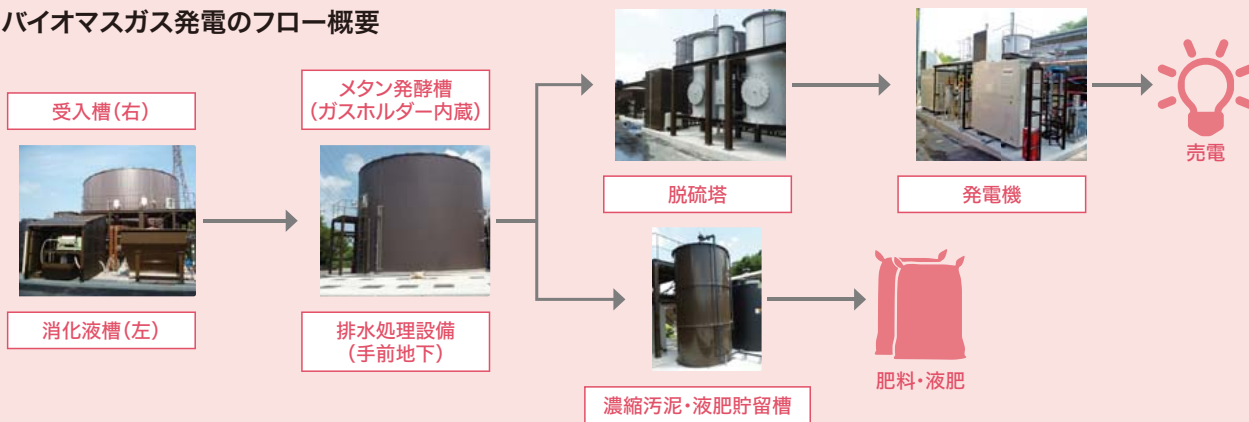 バイオマスガス発電のフロー概要
受入槽(右)
消化液槽(左)
メタン発酵槽
(ガスホルダー内蔵)
排水処理設備
(手前地下)
脱硫塔
発電機
売電
濃縮汚泥・液肥貯留槽
肥料・液肥